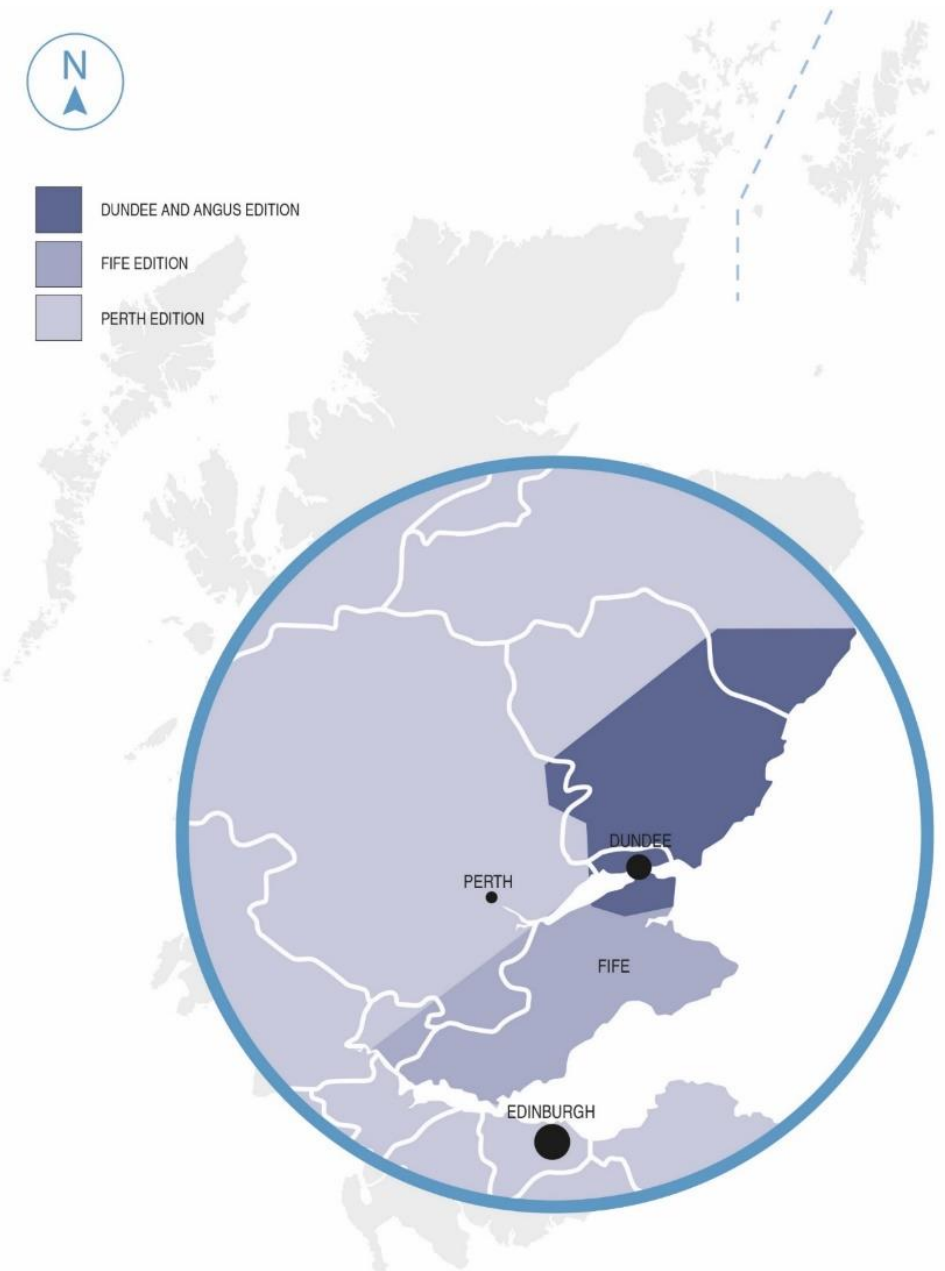 N
DUNDEE AND ANGUS EDITION
FIFE EDITION
PERTH EDITION
DUNDEE
PERTH
FIFE
EDINBURGH